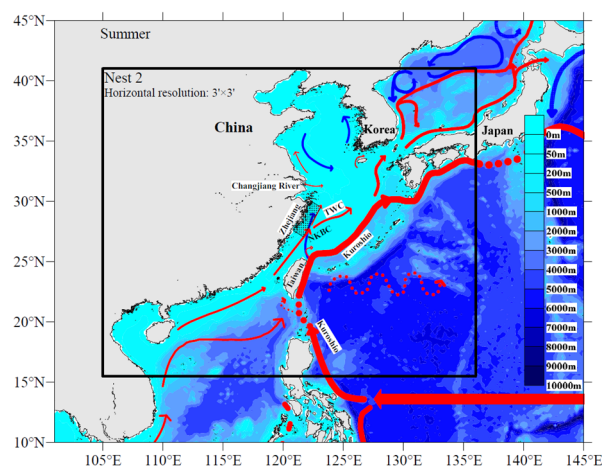 Summer
45°N
40°N
35°N
30°N
25°N
20°N
15°N
10°N
Nest 2
Horizontal resolution: 3'×3'
China
Korea
Japan
Changjiang River
Zhejiang
TWC
NKBC
Kuroshio
Taiwan
Kuroshio
0m
50m
200m
500m
1000m
2000m
3000m
4000m
5000m
6000m
7000m
8000m
9000m
10000m
105°E
110°E
115°E
120°E
125°E
130°E
135°E
140°E
145°E